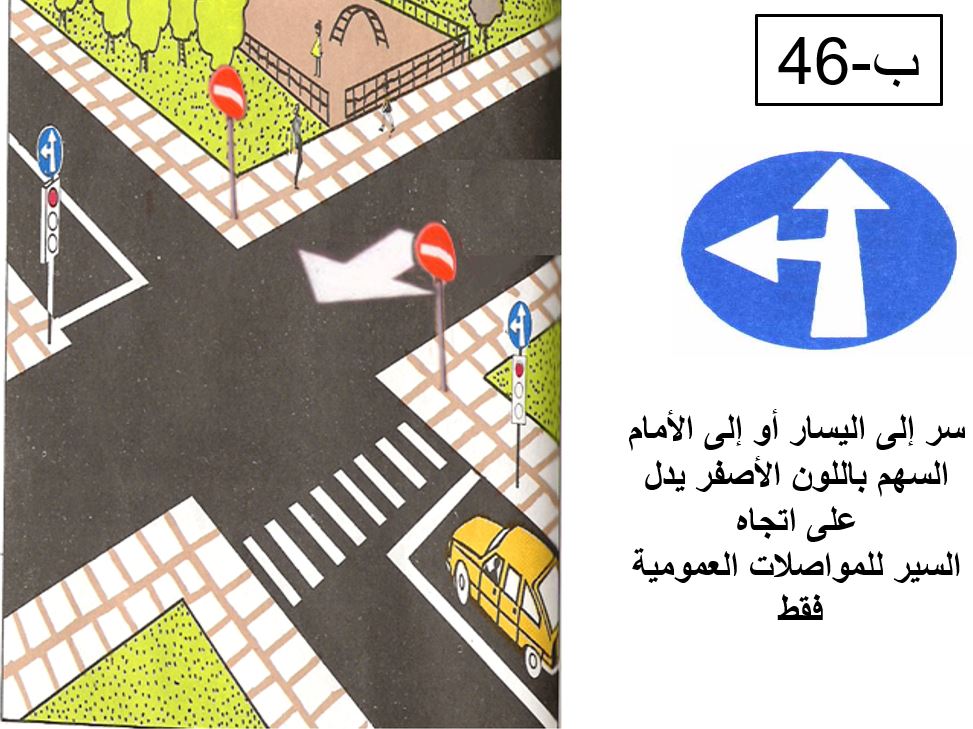 ب-46
سر إلى اليسار أو إلى الأمام
السهم باللون الأصفر يدل
على اتجاه
السير للمواصلات العمومية
فقط